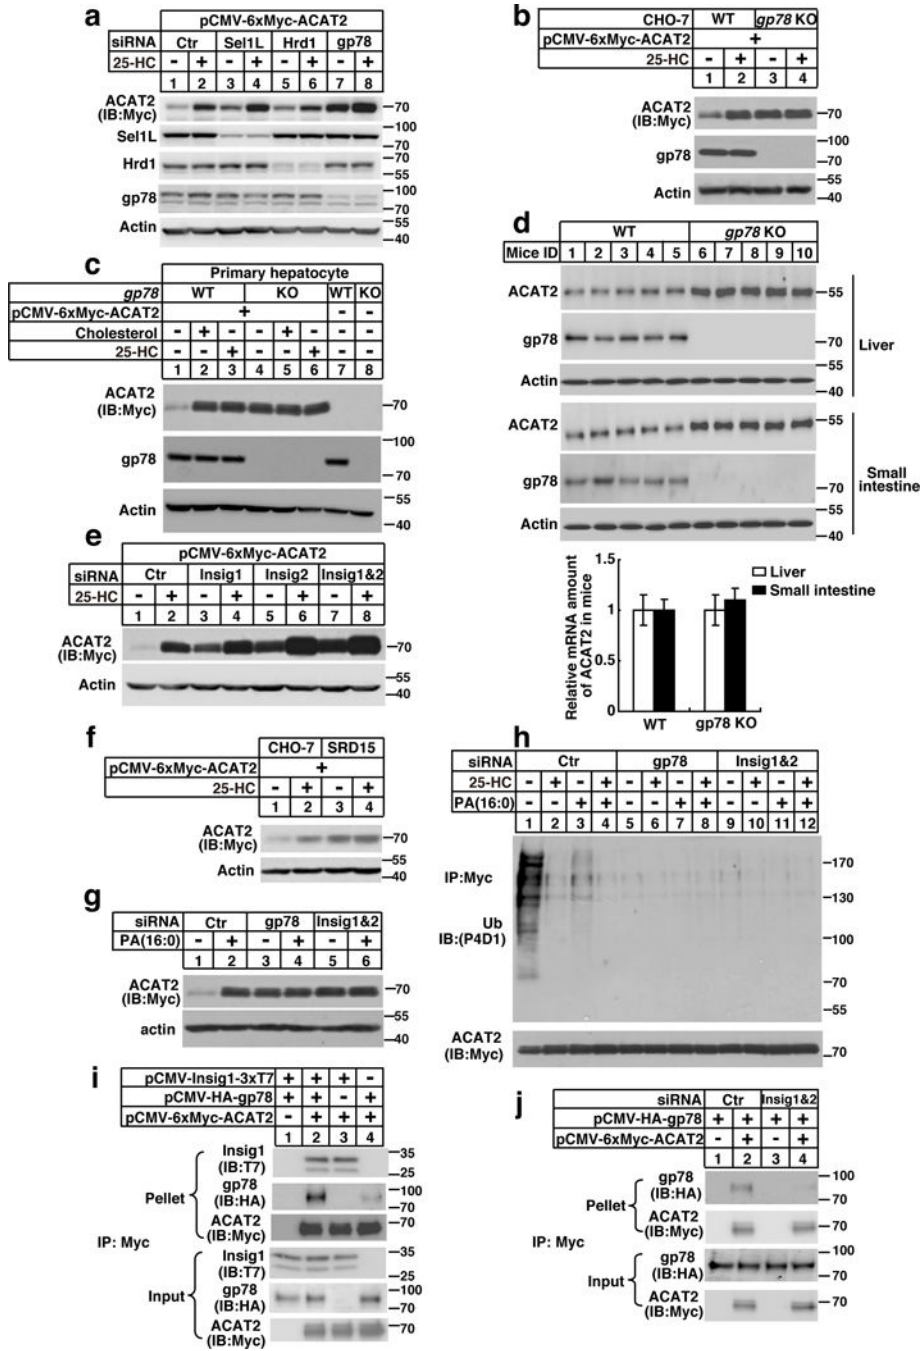 a
pCMV-6xMyc-ACAT2
siRNA Ctr Sel1L Hrd1 gp78
25-HC - + - + - + - +
1 2 3 4 5 6 7 8
ACAT2
(IB:Myc)
70
100
Sel1L
70
70
Hrd1
55
100
gp78
70
55
Actin
40
b
CHO-7 WT gp78 KO
pCMV-6xMyc-ACAT2 +
25-HC - + - +
1 2 3 4
ACAT2
(IB:Myc)
70
100
gp78
70
55
Actin
40
c
Primary hepatocyte
gp78 WT KO WT KO
pCMV-6xMyc-ACAT2 + - -
Cholesterol - + - - + - - -
25-HC - - + - - + - -
1 2 3 4 5 6 7 8
ACAT2
(IB:Myc)
70
100
gp78
70
55
Actin
40
d
WT gp78 KO
Mice ID 1 2 3 4 5 6 7 8 9 10
ACAT2
55
gp78
70
Liver
55
Actin
40
ACAT2
55
gp78
70
Small
intestine
55
Actin
40
Relative mRNA amount
of ACAT2 in mice
1.5
1
0.5
0
Liver
Small intestine
WT gp78 KO
e
pCMV-6xMyc-ACAT2
siRNA Ctr Insig1 Insig2 Insig1&2
25-HC - + - + - + - +
1 2 3 4 5 6 7 8
ACAT2
(IB:Myc)
70
55
Actin
40
f
CHO-7 SRD15
pCMV-6xMyc-ACAT2 +
25-HC - + - +
1 2 3 4
ACAT2
(IB:Myc)
70
55
Actin
40
g
siRNA Ctr gp78 Insig1&2
PA(16:0) - + - + - +
1 2 3 4 5 6
ACAT2
(IB:Myc)
70
55
actin
40
h
siRNA Ctr gp78 Insig1&2
25-HC - + - + - + - + - + - +
PA(16:0) - - + + - - + + - - + +
1 2 3 4 5 6 7 8 9 10 11 12
IP:Myc
Ub
IB:(P4D1)
170
130
100
70
55
ACAT2
(IB:Myc)
70
i
pCMV-Insig1-3xT7 + + + -
pCMV-HA-gp78 + + - +
pCMV-6xMyc-ACAT2 - + + +
1 2 3 4
IP: Myc
Pellet
Insig1
(IB:T7)
35
25
gp78
(IB:HA)
100
70
ACAT2
(IB:Myc)
70
Input
Insig1
(IB:T7)
35
25
gp78
(IB:HA)
100
70
ACAT2
(IB:Myc)
70
j
siRNA Ctr Insig1&2
pCMV-HA-gp78 + + + +
pCMV-6xMyc-ACAT2 - + - +
1 2 3 4
IP: Myc
Pellet
gp78
(IB:HA)
100
70
ACAT2
(IB:Myc)
70
Input
gp78
(IB:HA)
100
70
ACAT2
(IB:Myc)
70